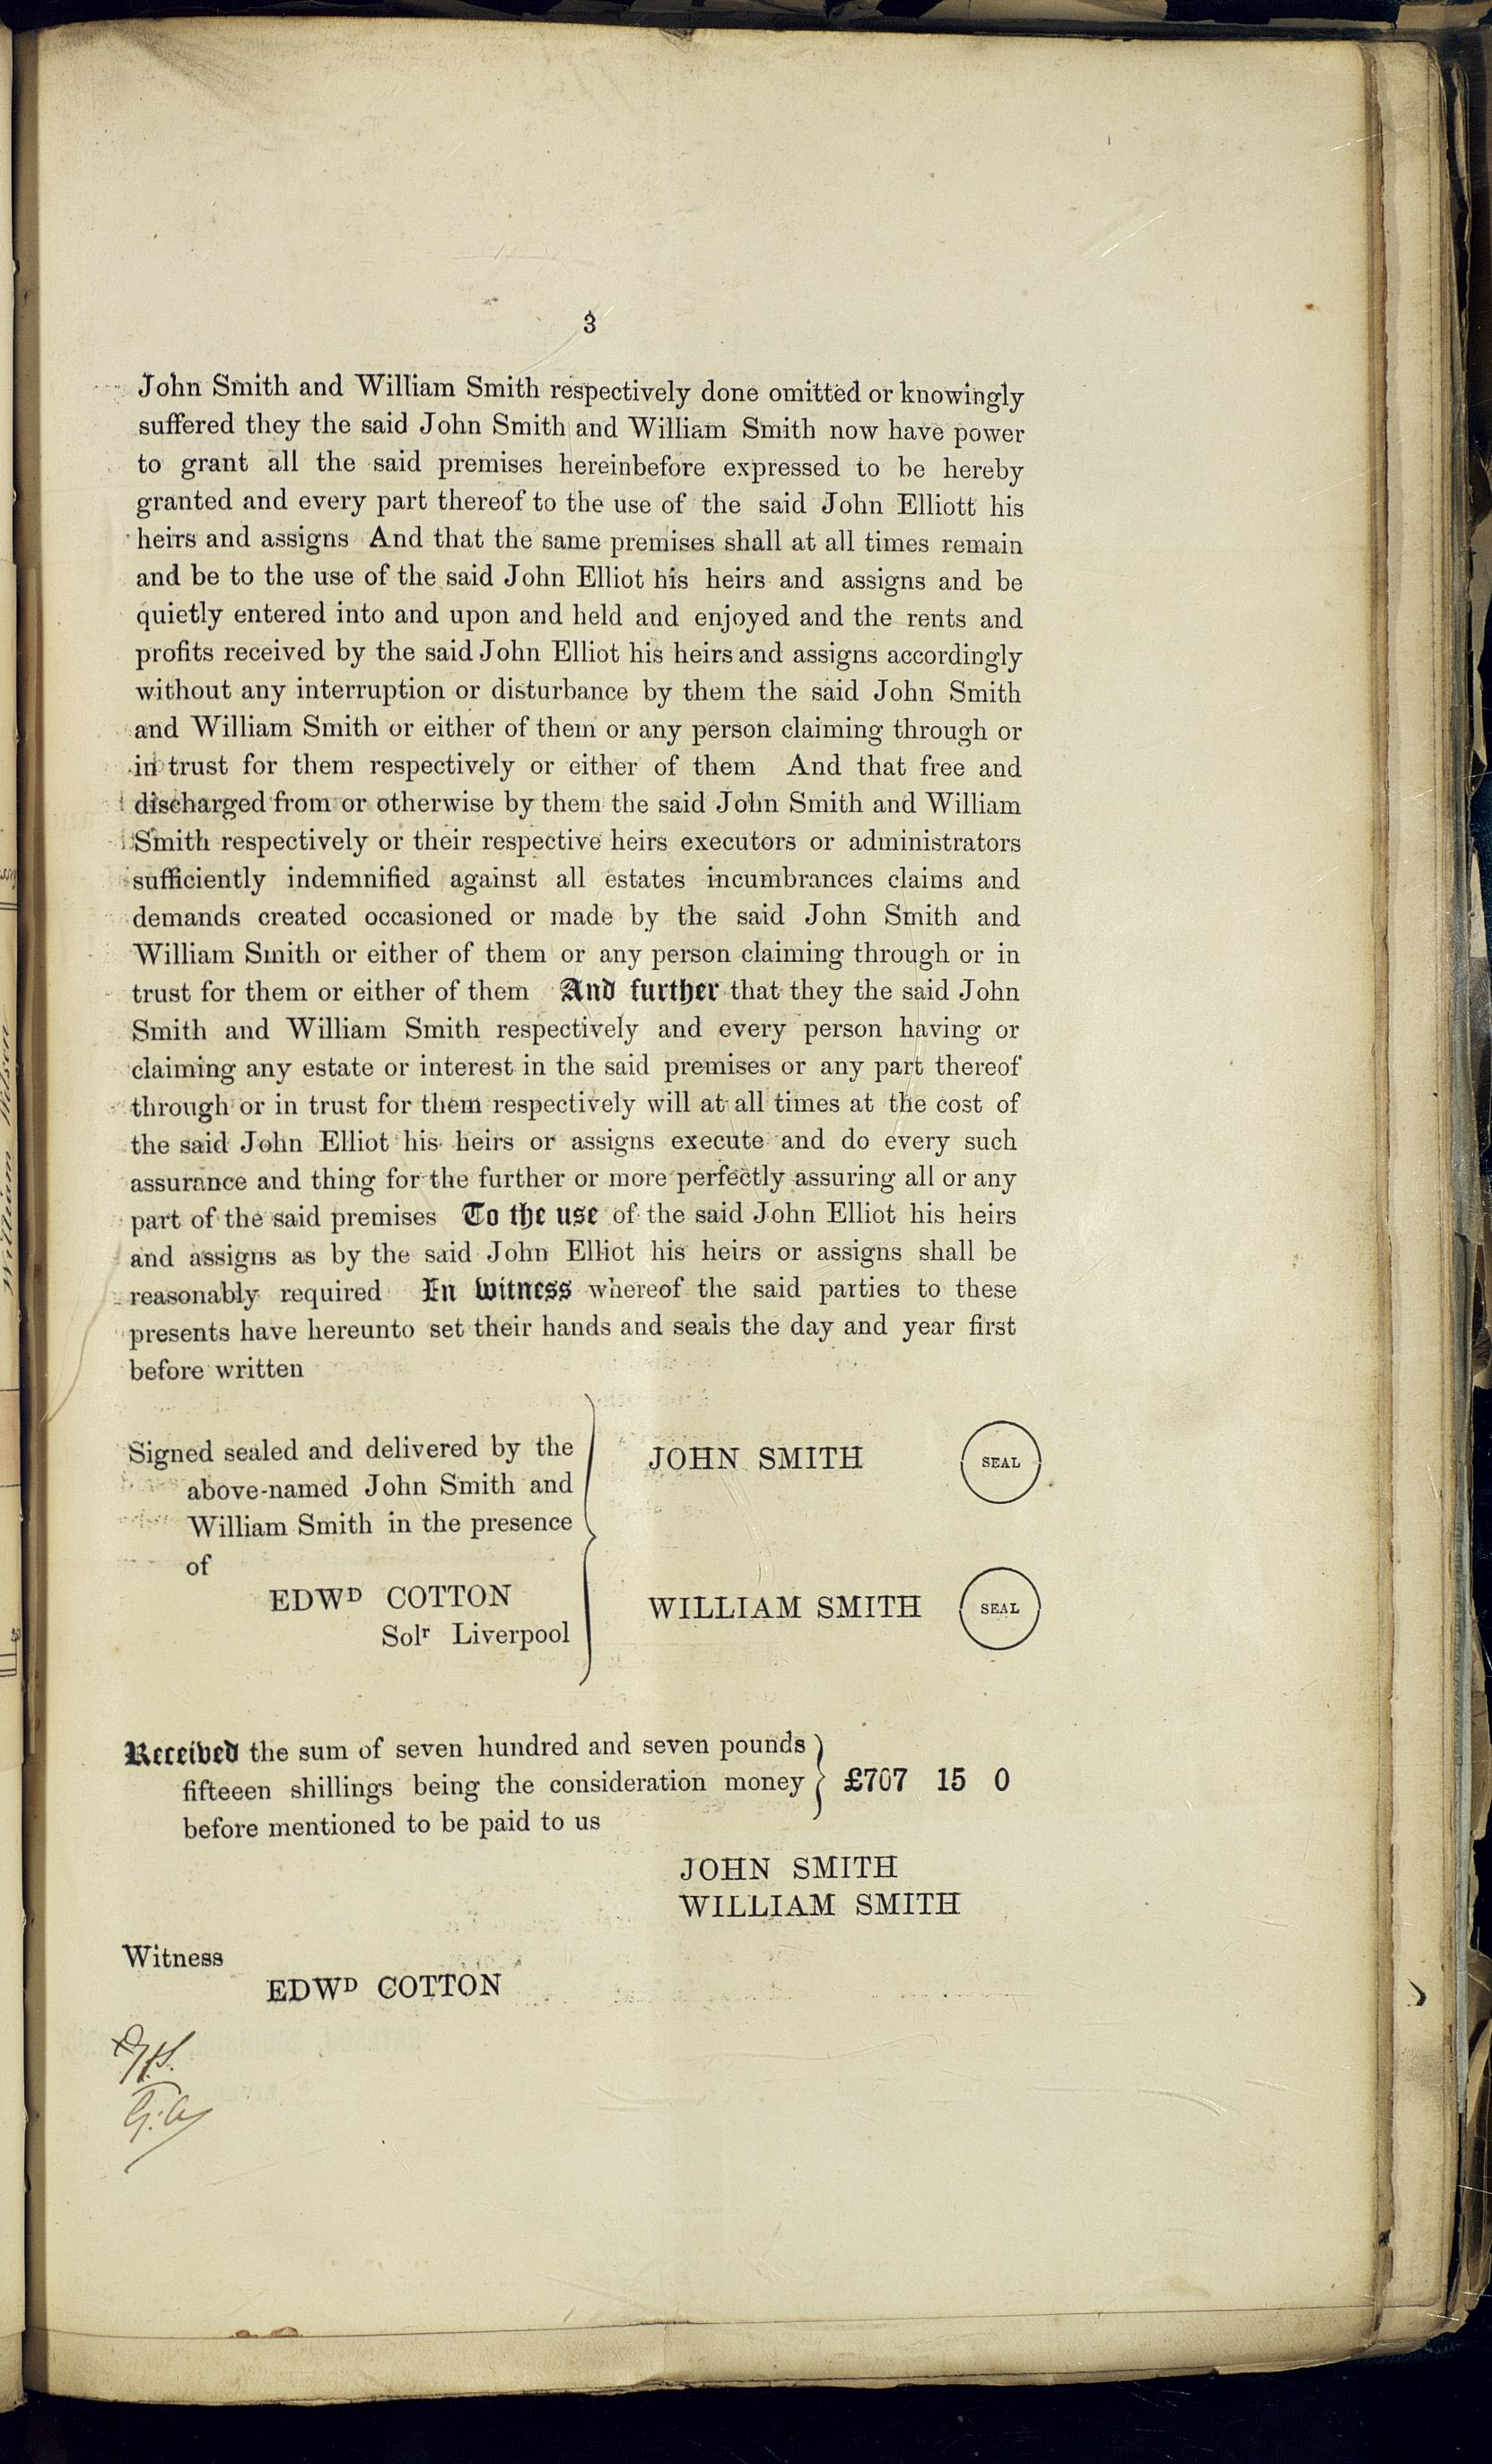 3
John Smith and William Smith respectively done omitted or knowingly
suffered they the said John Smith and William Smith now have power
to grant all the said premises hereinbefore expressed to be hereby
granted and every part thereof to the use of the said John Elliott his
heirs and assigns And that the same premises shall at all times remain
and be to the use of the said John Elliot his heirs and assigns and be
quietly entered into and upon and held and enjoyed and the rents and
profits received by the said John Elliot his heirs and assigns accordingly
without any interruption or disturbance by them the said John Smith
and William Smith or either of them or any person claiming through or
in trust for them respectively or either of them And that free and
discharged from or otherwise by them the said John Smith and William
Smith respectively or their respective heirs executors or administrators
sufficiently indemnified against all estates incumbrances claims and
demands created occasioned or made by the said John Smith and
William Smith or either of them or any person claiming through or in
trust for them or either of them And further that they the said John
Smith and William Smith respectively and every person having or
claiming any estate or interest in the said premises or any part thereof
through or in trust for them respectively will at all times at the cost of
the said John Elliot his heirs or assigns execute and do every such
assurance and thing for the further or more perfectly assuring all or any
part of the said premises To the use of the said John Elliot his heirs
and assigns as by the said John Elliot his heirs or assigns shall be
reasonably required In witness whereof the said parties to these
presents have hereunto set their hands and seals the day and year first
before written
Signed sealed and delivered by the
above-named John Smith and
William Smith in the presence
of
EDWD COTTON
Solr Liverpool
JOHN SMITH SEAL
WILLIAM SMITH SEAL
Received the sum of seven hundred and seven pounds
fifteeen shillings being the consideration money £707 15 0
before mentioned to be paid to us
JOHN SMITH
WILLIAM SMITH
Witness
EDWD COTTON
William Wilson